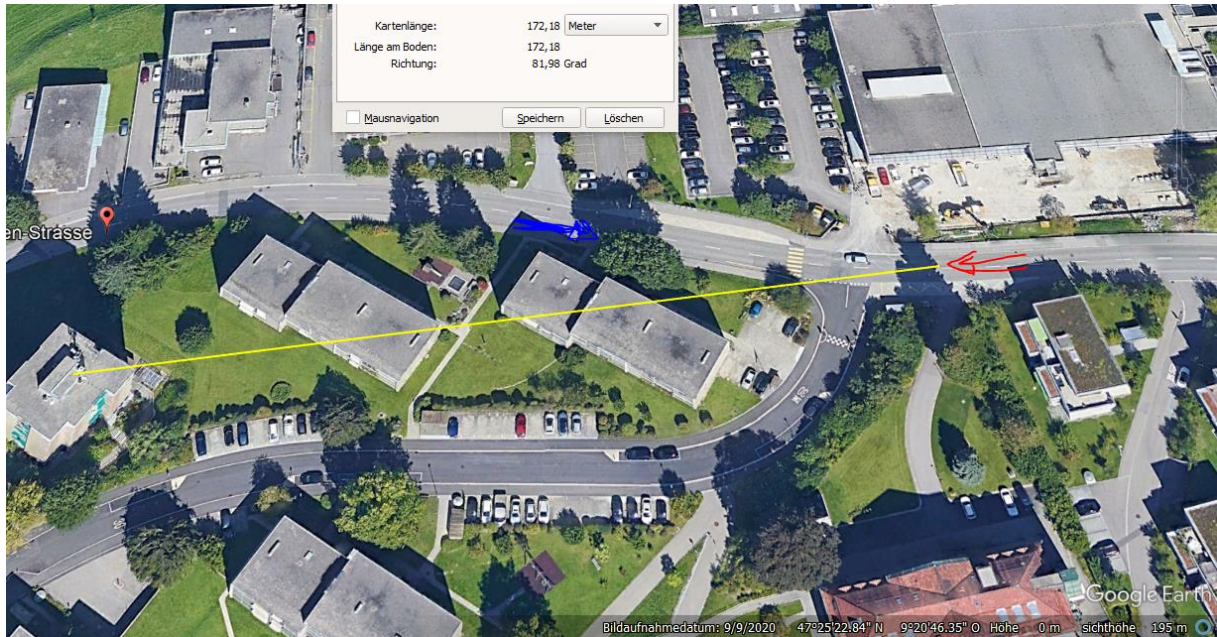 Kartenlänge: 172,18 Meter
Länge am Boden: 172,18
Richtung: 81,98 Grad
Mausnavigation Speichern Löschen
en-Strasse
30
Google Earth
Bildaufnahmedatum: 9/9/2020 47°25'22.84" N 9°20'46.35" O Höhe 0 m sichthöhe 195 m